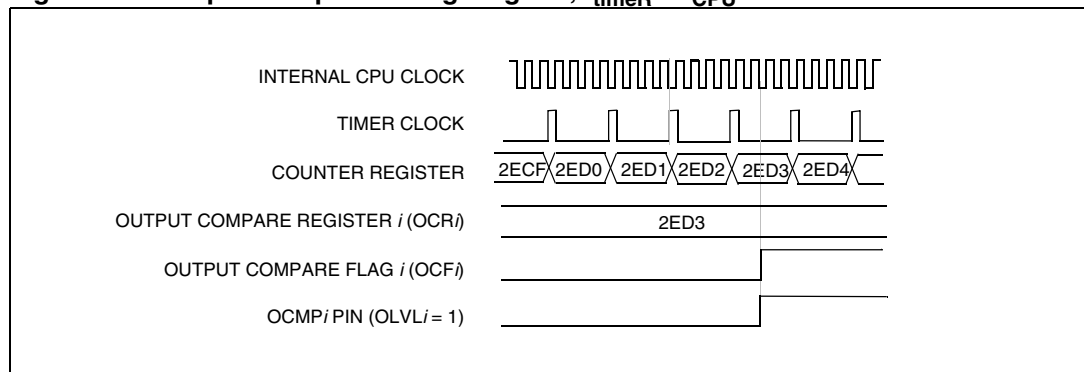 INTERNAL CPU CLOCK
TIMER CLOCK
COUNTER REGISTER 2ECF 2ED0 2ED1 2ED2 2ED3 2ED4
OUTPUT COMPARE REGISTER i (OCRi) 2ED3
OUTPUT COMPARE FLAG i (OCFi)
OCMPi PIN (OLVLi = 1)